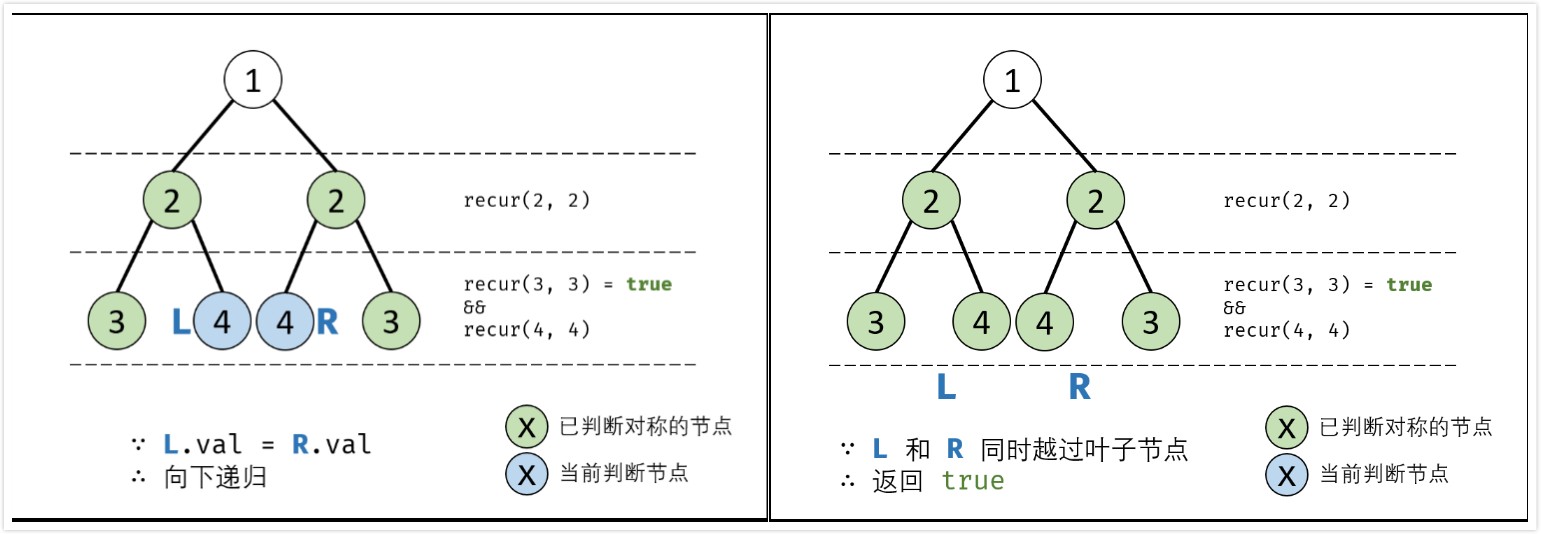 1
2 2 recur(2, 2)
recur(3, 3) = true
&&
3 L 4 4 R 3
recur(4, 4)
∵ L.val = R.val
∴ 向下递归
X 已判断对称的节点
X 当前判断节点
1
2 2 recur(2, 2)
recur(3, 3) = true
&&
3 4 4 3
recur(4, 4)
L R
∵ L 和 R 同时越过叶子节点
∴ 返回 true
X 已判断对称的节点
X 当前判断节点